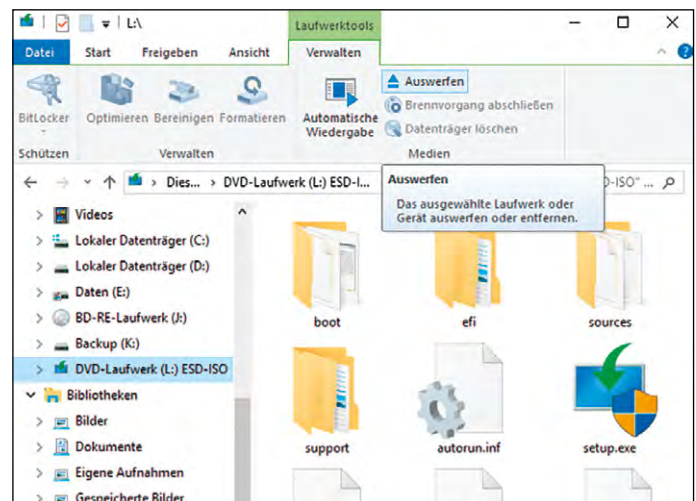 L:\
Laufwerktools
Datei Start Freigeben Ansicht Verwalten
BitLocker
Optimieren Bereinigen Formatieren
Automatische Wiedergabe
Auswerfen
Brennvorgang abschließen
Datenträger löschen
Schützen Verwalten Medien
Dies... DVD-Laufwerk (L:) ESD-I...
-ISO" ...
Auswerfen
Das ausgewählte Laufwerk oder
Gerät auswerfen oder entfernen.
Videos
Lokaler Datenträger (C:)
Lokaler Datenträger (D:)
Daten (E:)
BD-RE-Laufwerk (J:)
Backup (K:)
DVD-Laufwerk (L:) ESD-ISO
Bibliotheken
Bilder
Dokumente
Eigene Aufnahmen
Gespeicherte Bilder
boot efi sources
support autorun.inf setup.exe